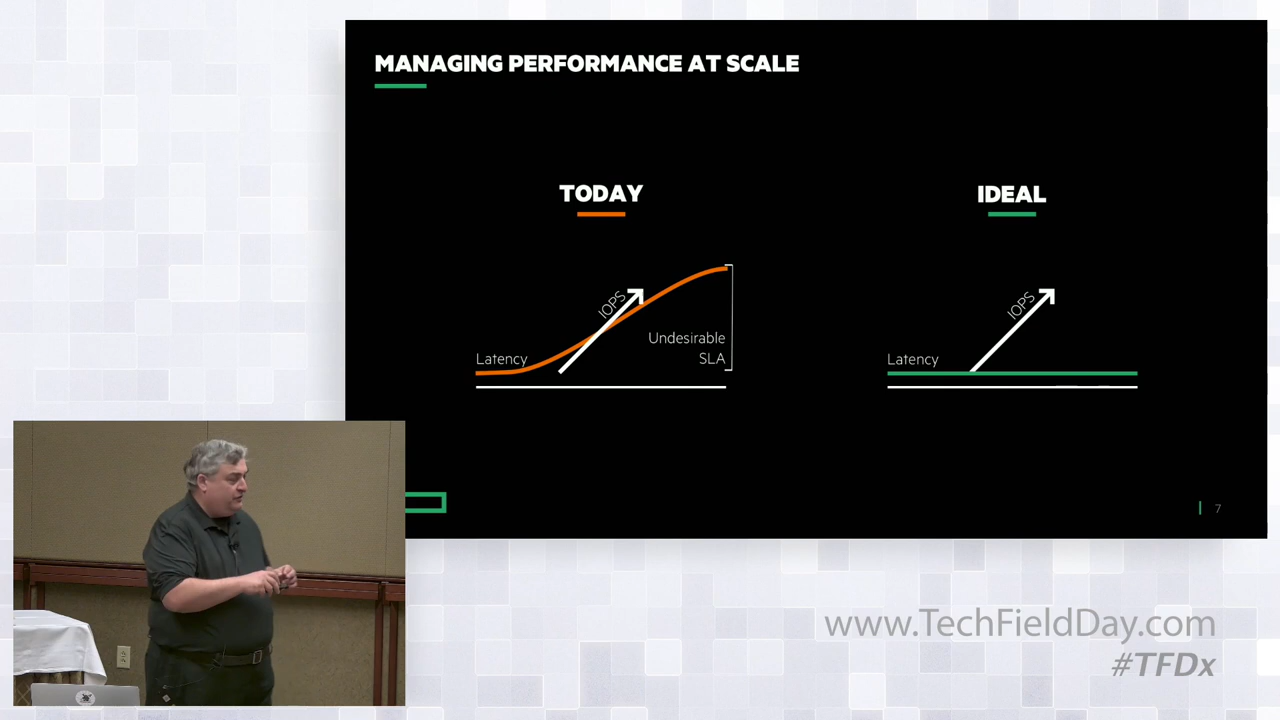 MANAGING PERFORMANCE AT SCALE
TODAY
IOPS
Latency
Undesirable
SLA
IDEAL
IOPS
Latency
7
www.TechFieldDay.com
#TFDx